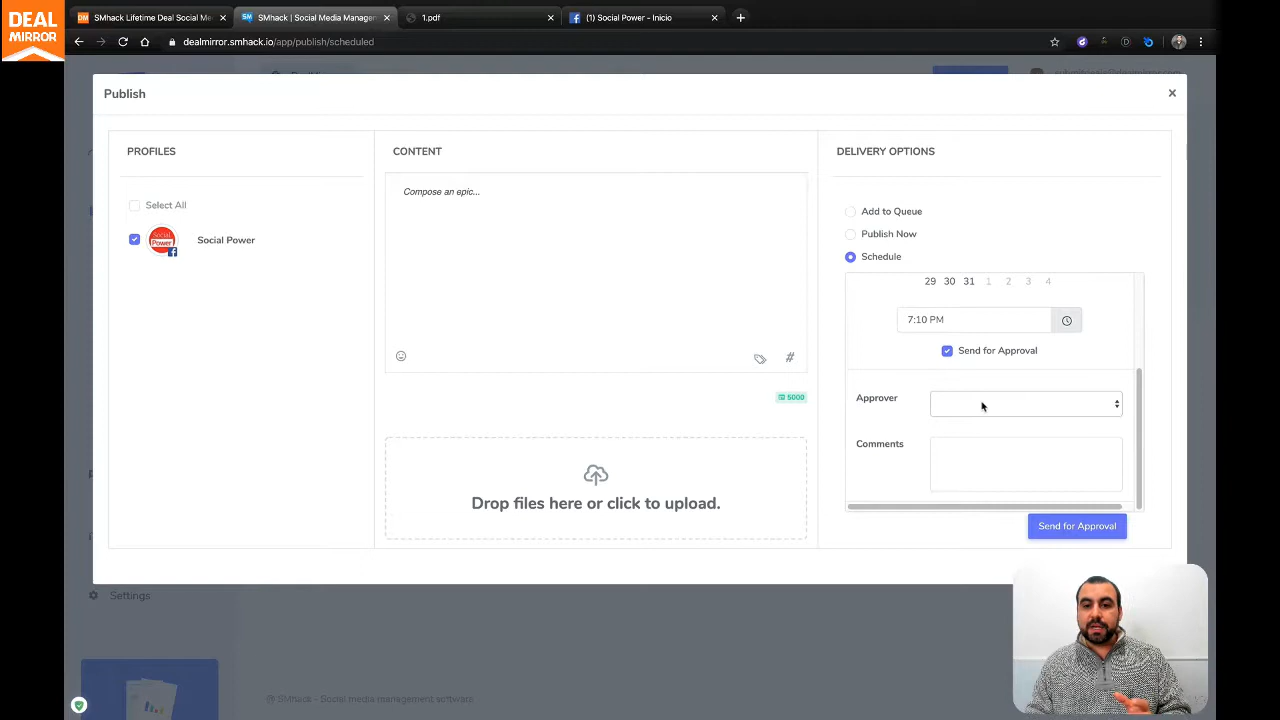 DEAL
MIRROR
SMhack Lifetime Deal Social Me
SMhack | Social Media Manager
1.pdf
(1) Social Power - Inicio
dealmirror.smhack.io/app/publish/scheduled
Publish
PROFILES
Select All
Social
Power
Social Power
CONTENT
Compose an epic...
#
5000
Drop files here or click to upload.
DELIVERY OPTIONS
Add to Queue
Publish Now
Schedule
29 30 31 1 2 3 4
7:10 PM
Send for Approval
Approver
Comments
Send for Approval
Settings
@ SMhack - Social media management software